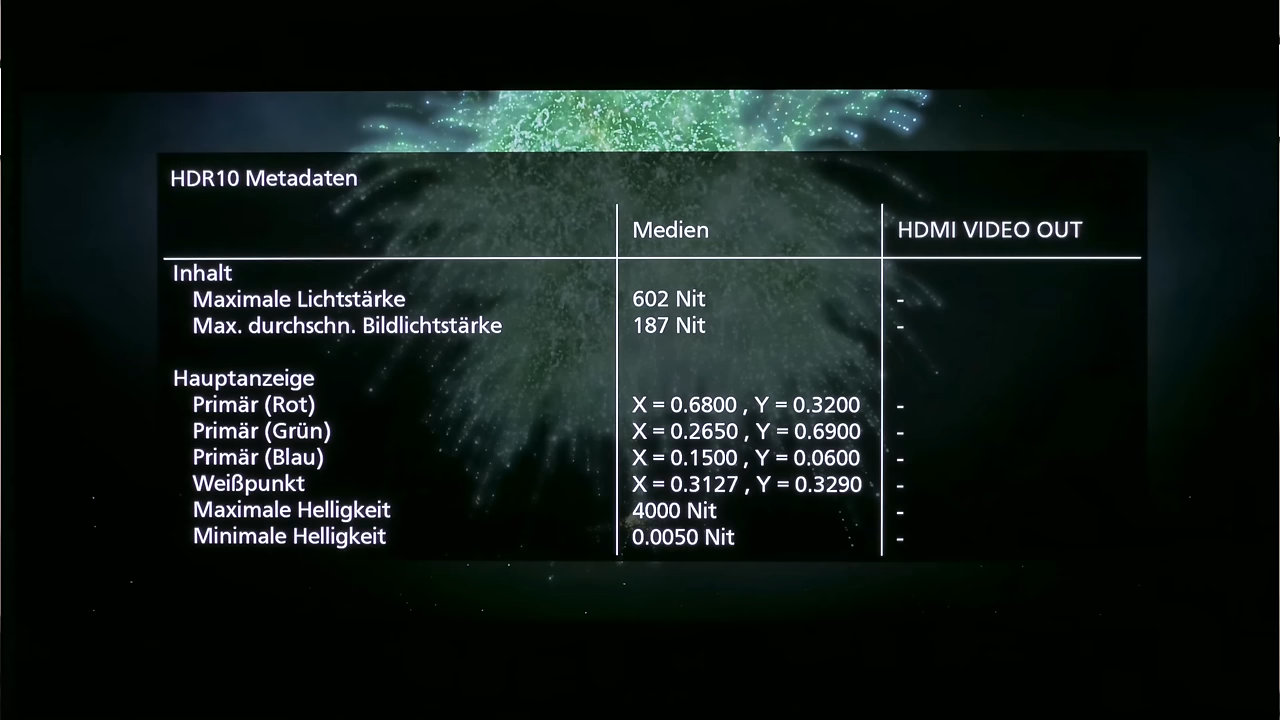 HDR10 Metadaten
Medien HDMI VIDEO OUT
Inhalt
Maximale Lichtstärke 602 Nit -
Max. durchschn. Bildlichtstärke 187 Nit -
Hauptanzeige
Primär (Rot) X = 0.6800 , Y = 0.3200 -
Primär (Grün) X = 0.2650 , Y = 0.6900 -
Primär (Blau) X = 0.1500 , Y = 0.0600 -
Weißpunkt X = 0.3127 , Y = 0.3290 -
Maximale Helligkeit 4000 Nit -
Minimale Helligkeit 0.0050 Nit -